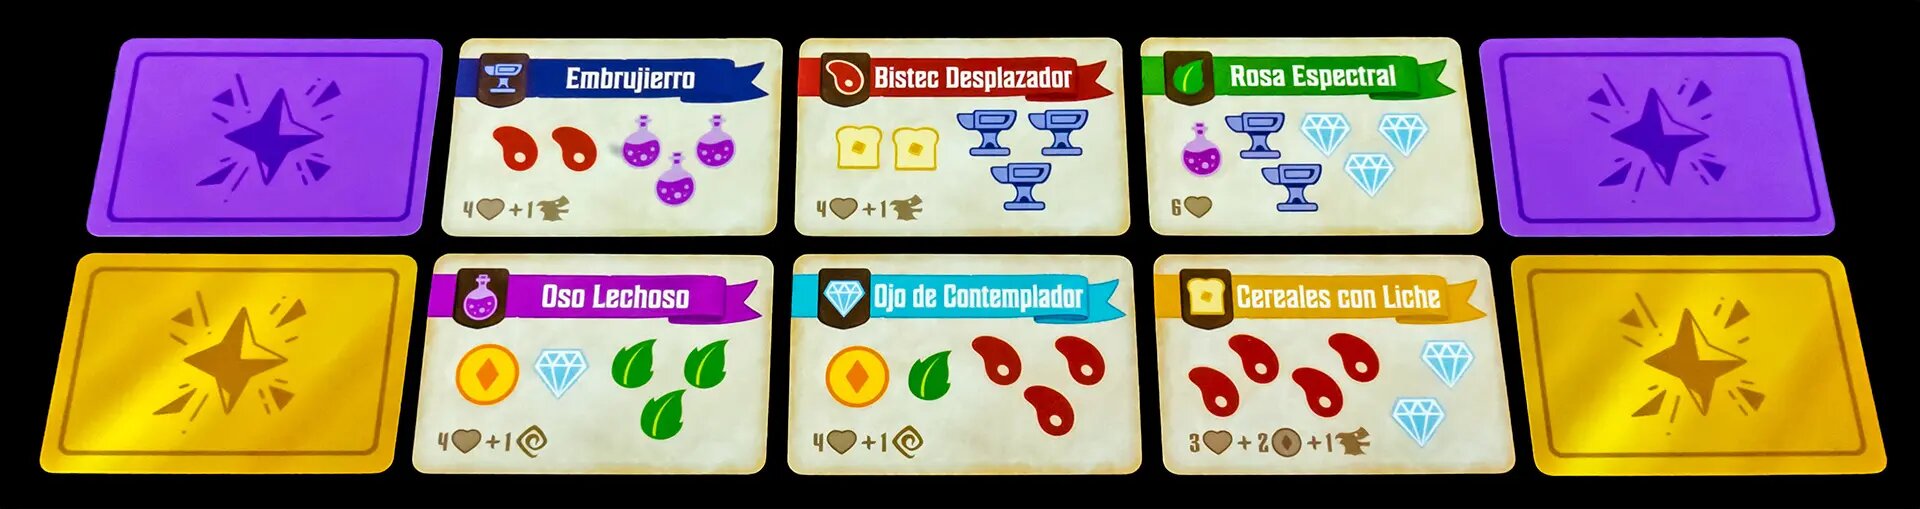 Embrujierro
4 +1
Bistec Desplazador
4 +1
Rosa Espectral
6
Oso Lechoso
4 +1
Ojo de Contemplador
4 +1
Cereales con Liche
3 +2 +1